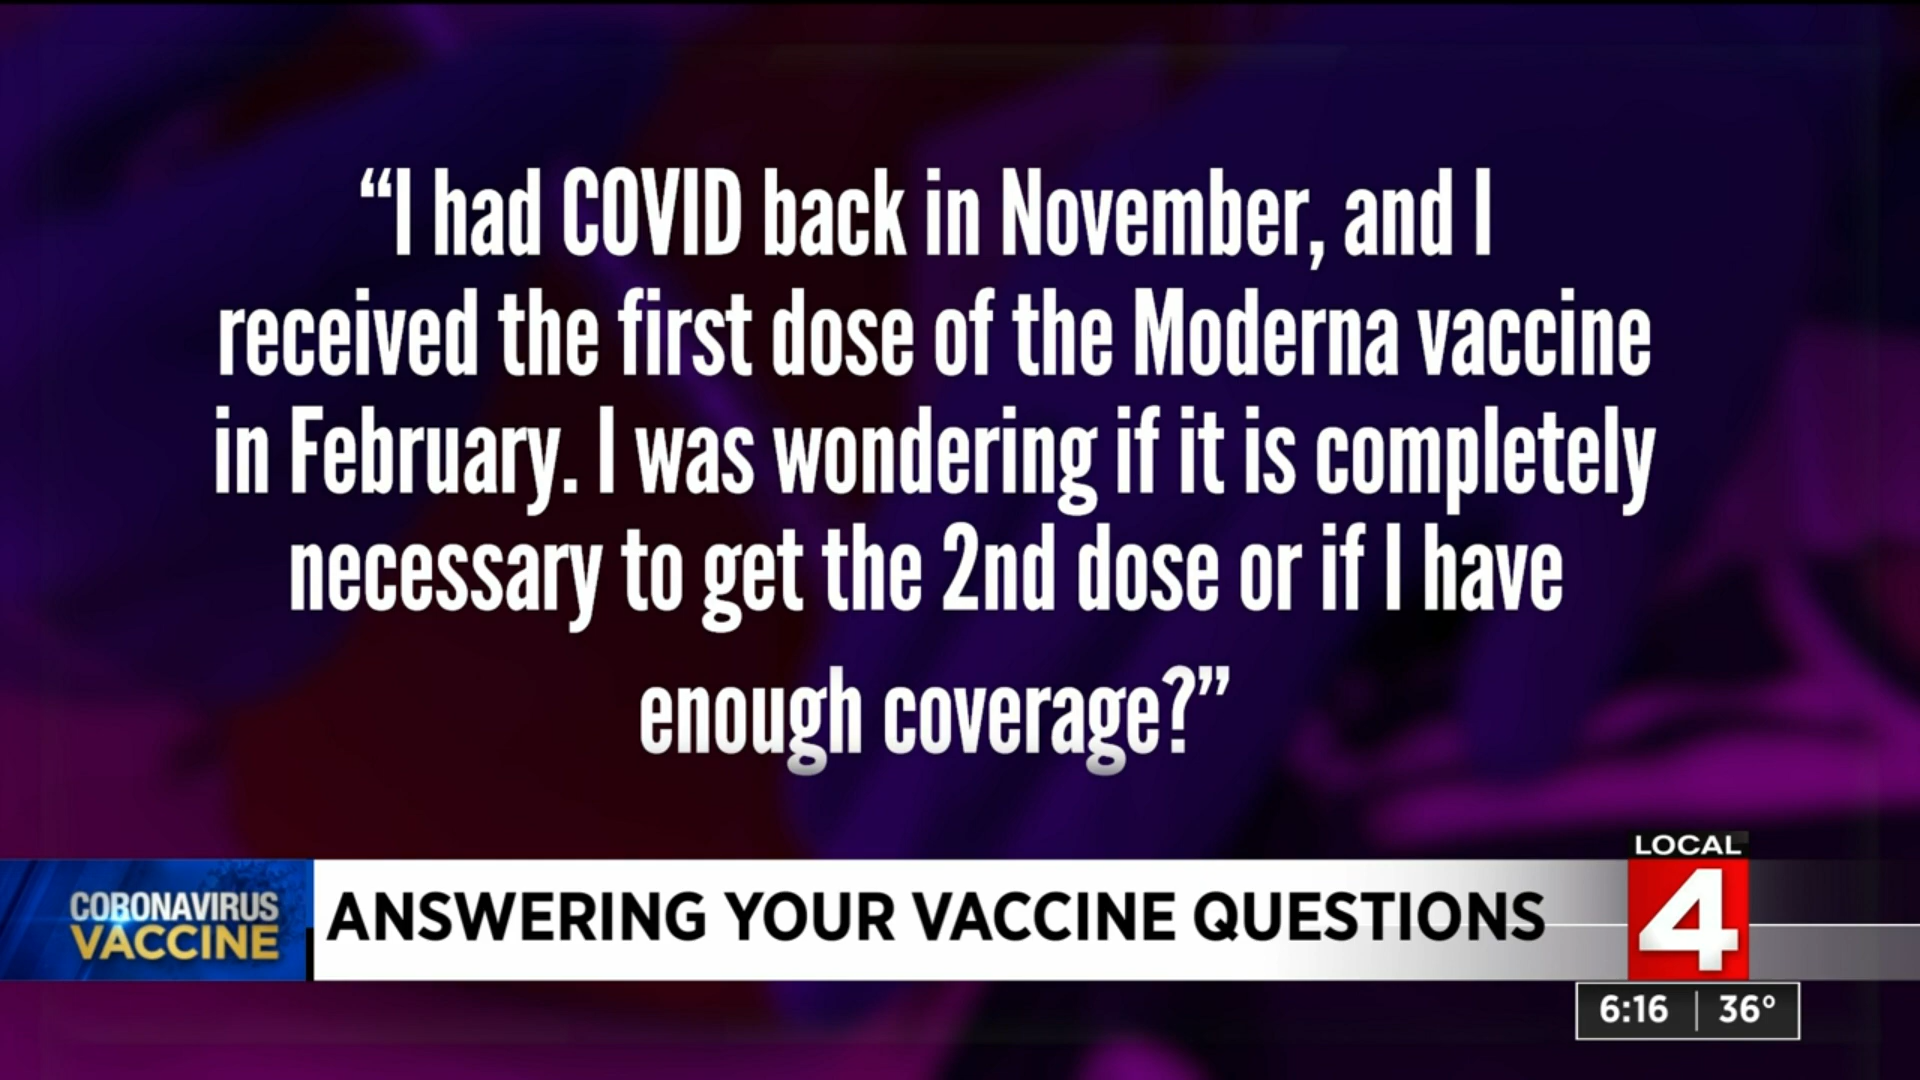 “I had COVID back in November, and I
received the first dose of the Moderna vaccine
in February. I was wondering if it is completely
necessary to get the 2nd dose or if I have
enough coverage?”
LOCAL
4
CORONAVIRUS
VACCINE
ANSWERING YOUR VACCINE QUESTIONS
6:16 | 36°